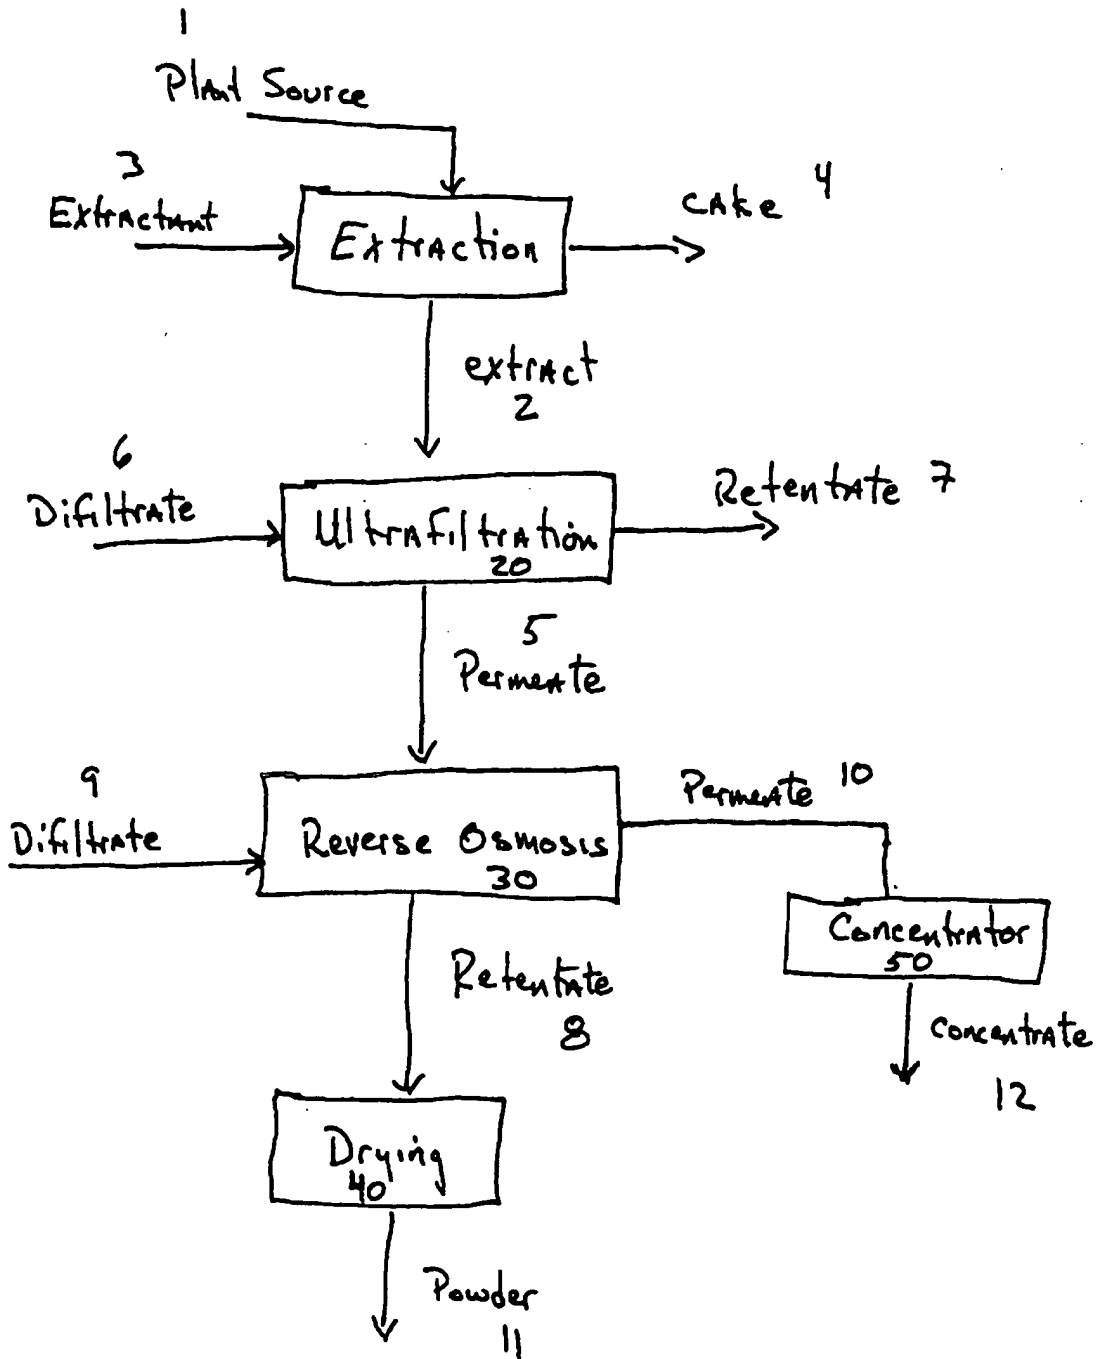 1
Plant Source
3
Extractant
Extraction
Cake 4
extract
2
6
Difiltrate
Ultrafiltration
20
Retentate 7
5
Permeate
9
Difiltrate
Reverse Osmosis
30
Permeate 10
Concentrator
50
Retentate
8
Concentrate
12
Drying
40
Powder
11